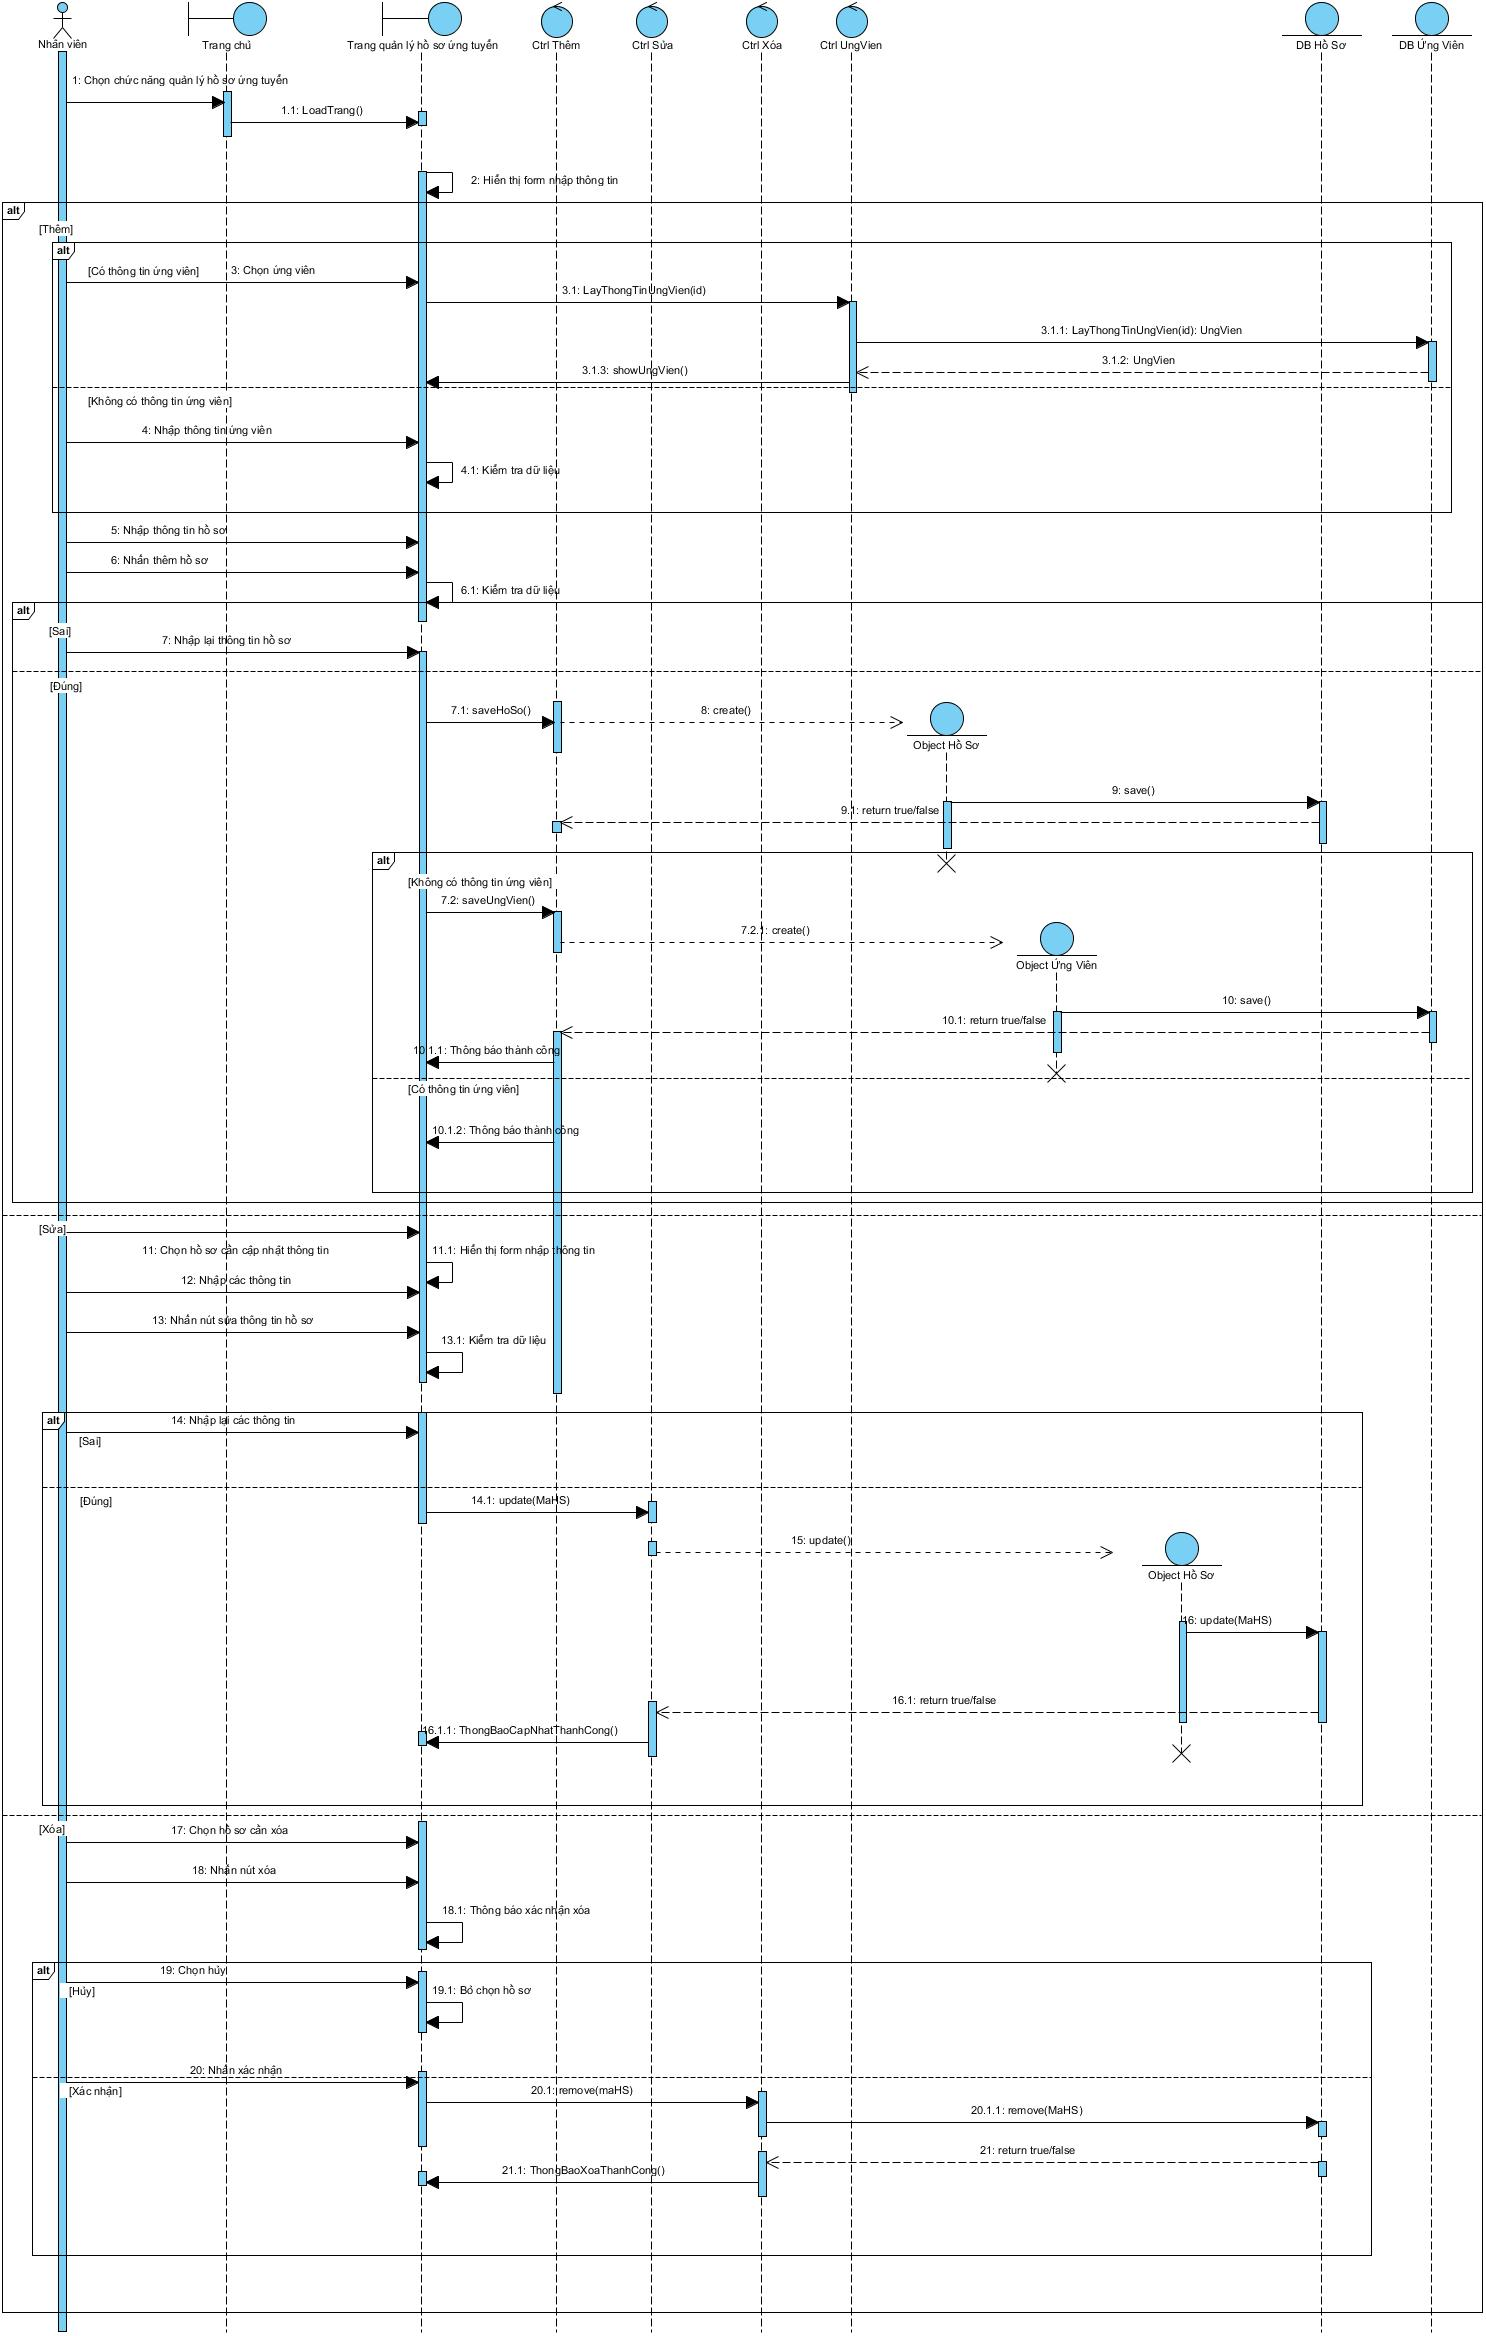 Nhân viên
Trang chủ
Trang quản lý hồ sơ ứng tuyển
Ctrl Thêm
Ctrl Sửa
Ctrl Xóa
Ctrl UngVien
DB Hồ Sơ
DB Ứng Viên
1: Chọn chức năng quản lý hồ sơ ứng tuyển
1.1: LoadTrang()
2: Hiển thị form nhập thông tin
alt
[Thêm]
alt
[Có thông tin ứng viên]
3: Chọn ứng viên
3.1: LayThongTinUngVien(id)
3.1.1: LayThongTinUngVien(id): UngVien
3.1.2: UngVien
3.1.3: showUngVien()
[Không có thông tin ứng viên]
4: Nhập thông tin ứng viên
4.1: Kiểm tra dữ liệu
5: Nhập thông tin hồ sơ
6: Nhấn thêm hồ sơ
6.1: Kiểm tra dữ liệu
alt
[Sai]
7: Nhập lại thông tin hồ sơ
[Đúng]
7.1: saveHoSo()
8: create()
Object Hồ Sơ
9: save()
9.1: return true/false
alt
[Không có thông tin ứng viên]
7.2: saveUngVien()
7.2.1: create()
Object Ứng Viên
10: save()
10.1: return true/false
10.1.1: Thông báo thành công
[Có thông tin ứng viên]
10.1.2: Thông báo thành công
[Sửa]
11: Chọn hồ sơ cần cập nhật thông tin
11.1: Hiển thị form nhập thông tin
12: Nhập các thông tin
13: Nhấn nút sửa thông tin hồ sơ
13.1: Kiểm tra dữ liệu
alt
14: Nhập lại các thông tin
[Sai]
[Đúng]
14.1: update(MaHS)
15: update()
Object Hồ Sơ
16: update(MaHS)
16.1: return true/false
16.1.1: ThongBaoCapNhatThanhCong()
[Xóa]
17: Chọn hồ sơ cần xóa
18: Nhấn nút xóa
18.1: Thông báo xác nhận xóa
alt
19: Chọn hủy
[Hủy]
19.1: Bỏ chọn hồ sơ
20: Nhấn xác nhận
[Xác nhận]
20.1: remove(maHS)
20.1.1: remove(MaHS)
21: return true/false
21.1: ThongBaoXoaThanhCong()